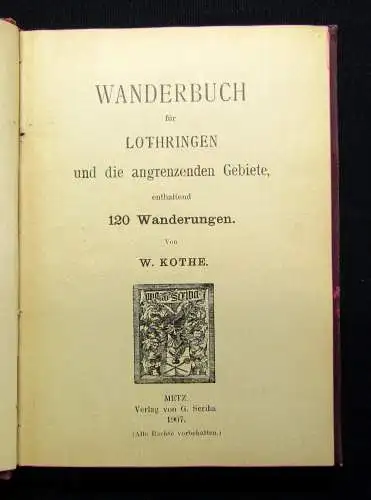 WANDERBUCH
für
LOTHRINGEN
und die angrenzenden Gebiete,
enthaltend
120 Wanderungen.
Von
W. KOTHE.
METZ.
Verlag von G. Scriba
1907.
(Alle Rechte vorbehalten.)